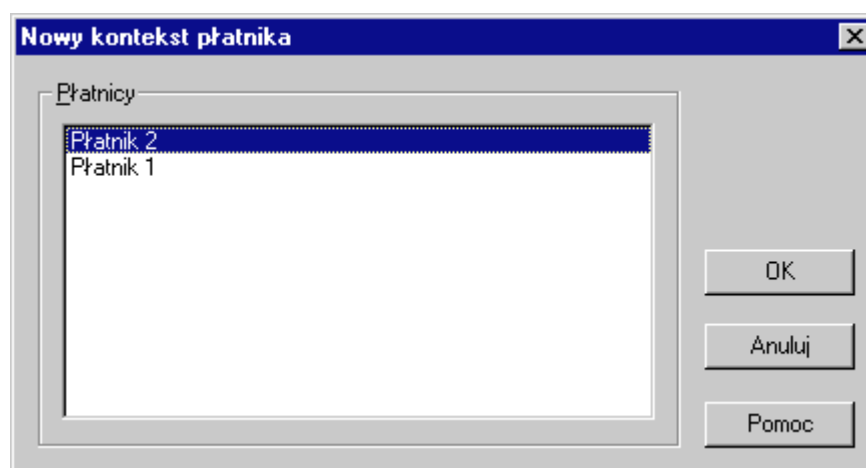 Nowy kontekst płatnika
Płatnicy
Płatnik 2
Płatnik 1
OK
Anuluj
Pomoc